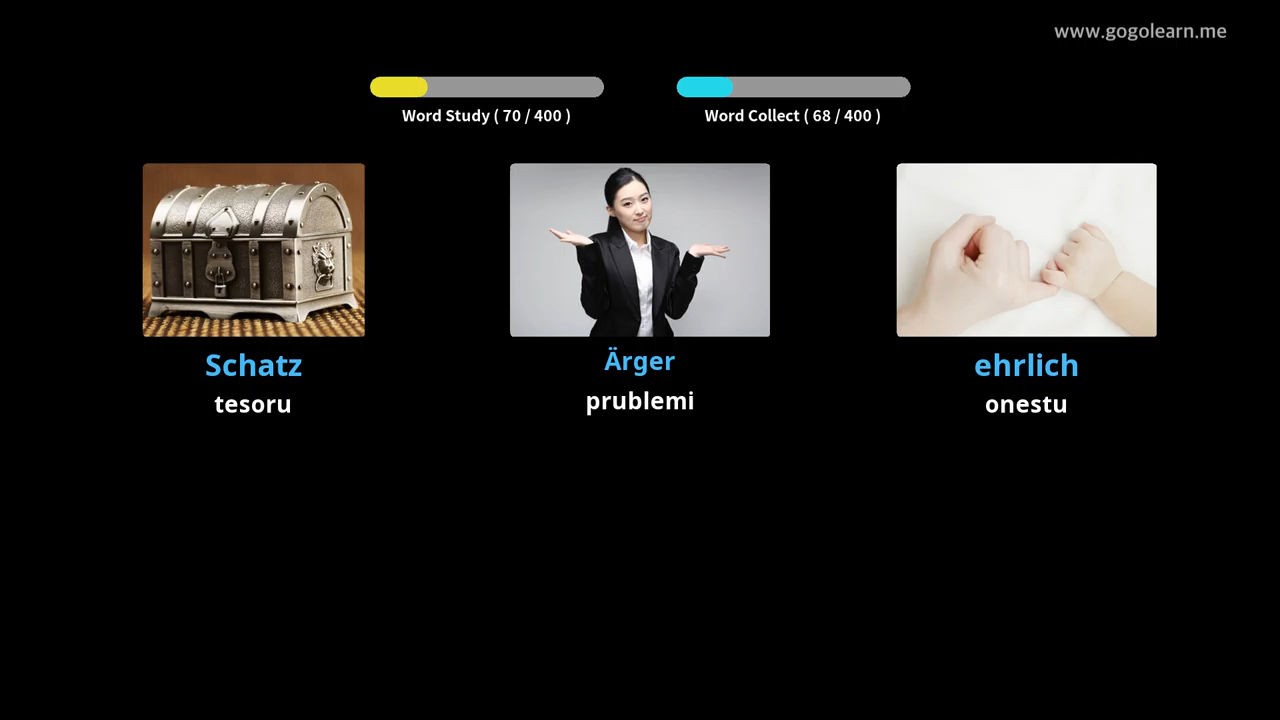 www.gogolearn.me
Word Study ( 70 / 400 )
Word Collect ( 68 / 400 )
Schatz
tesoru
Ärger
prublemi
ehrlich
onestu